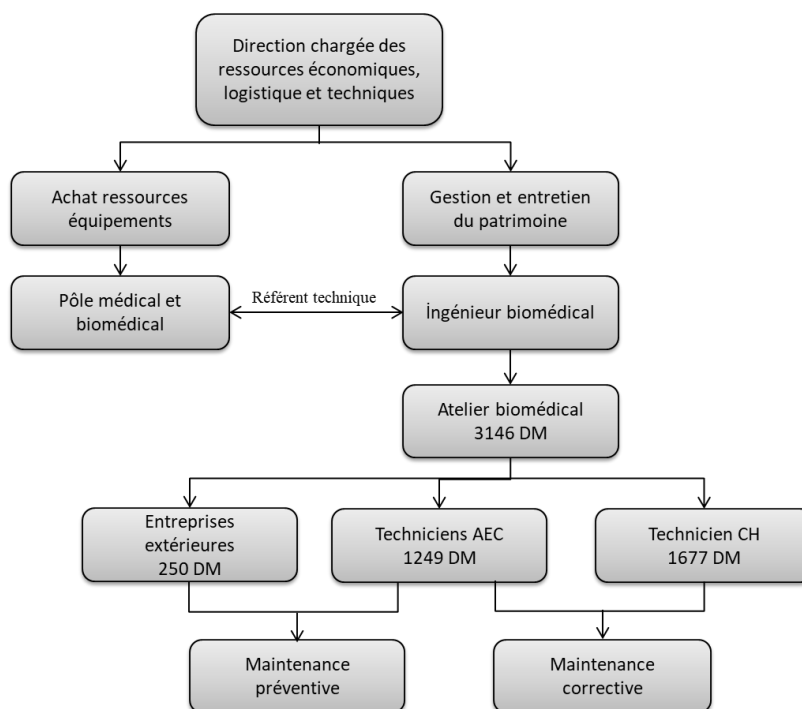 Direction chargée des
ressources économiques,
logistique et techniques
Achat ressources
équipements
Gestion et entretien
du patrimoine
Pôle médical et
biomédical
Référent technique
İngénieur biomédical
Atelier biomédical
3146 DM
Entreprises
extérieures
250 DM
Techniciens AEC
1249 DM
Technicien CH
1677 DM
Maintenance
préventive
Maintenance
corrective